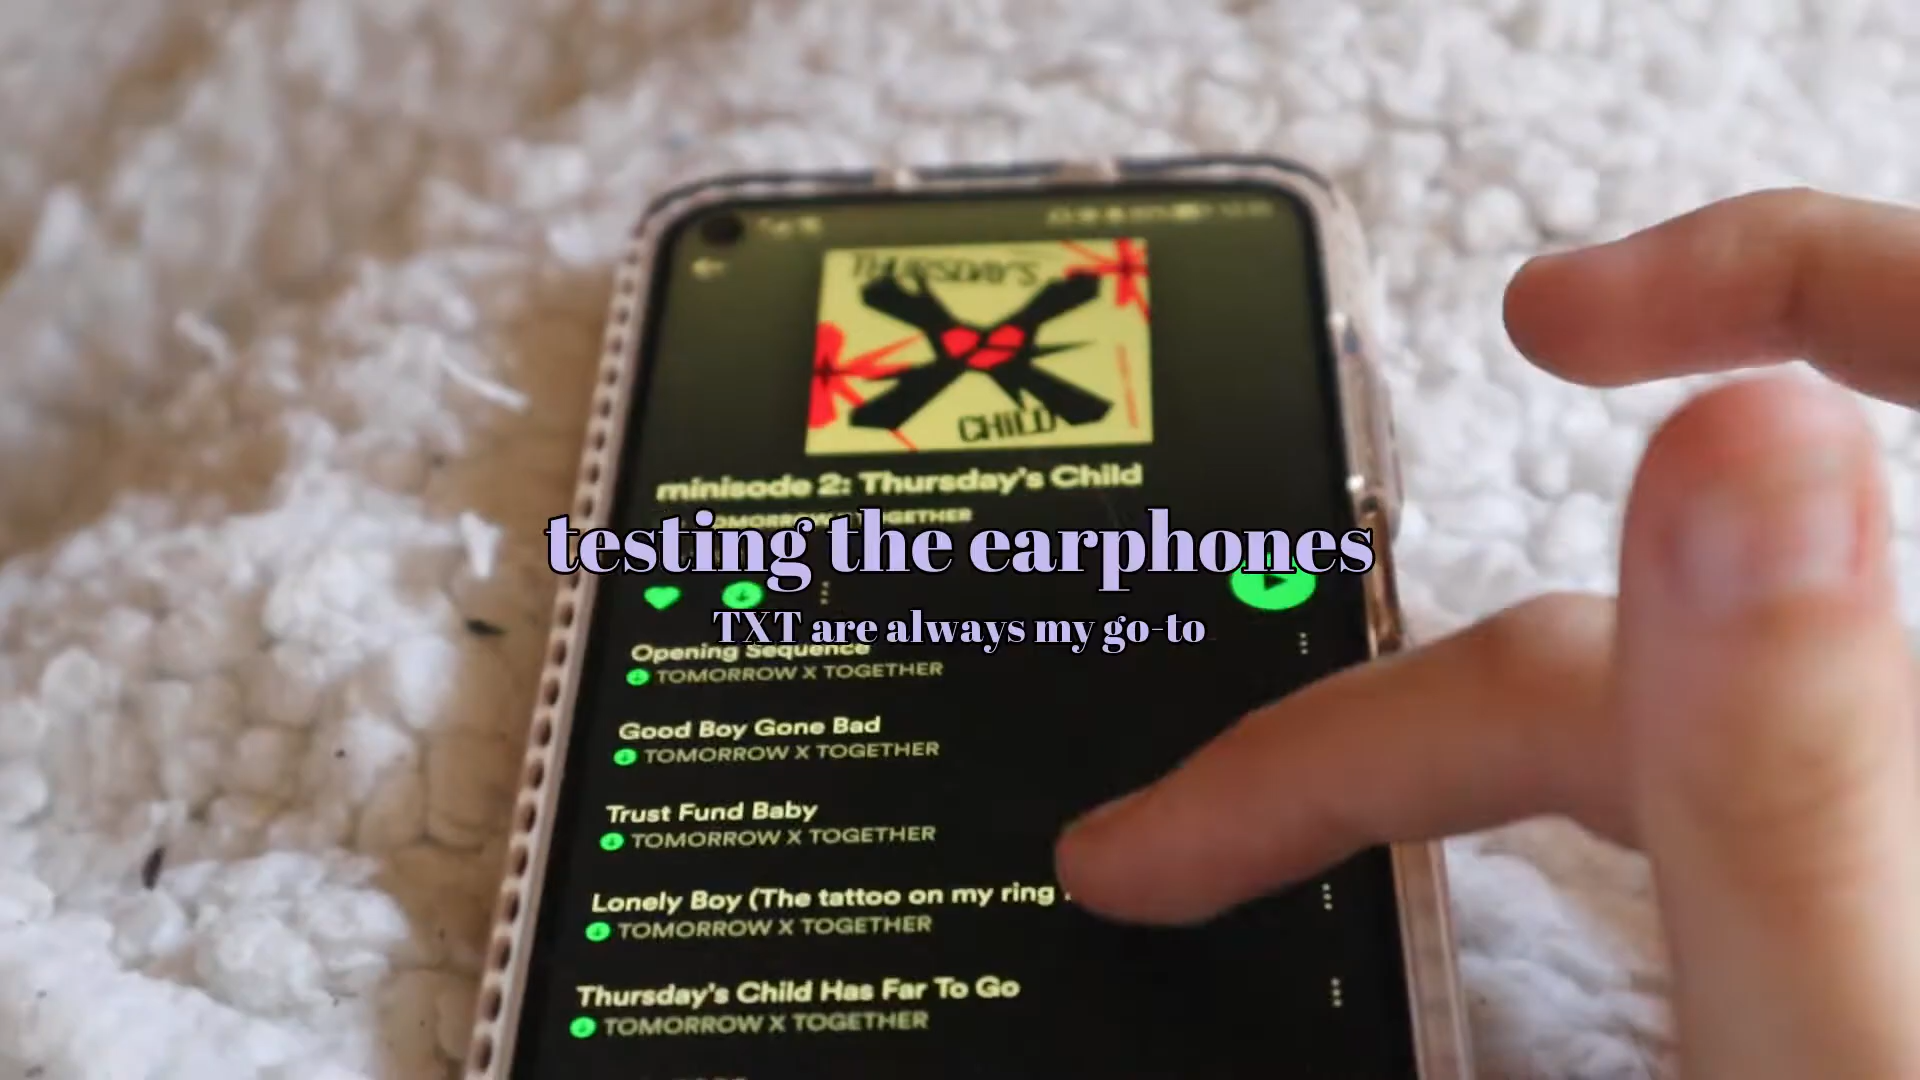 THURSDAY'S
CHILD
minisode 2: Thursday's Child
TOMORROW X TOGETHER
testing the earphones
TXT are always my go-to
Opening Sequence
TOMORROW X TOGETHER
Good Boy Gone Bad
TOMORROW X TOGETHER
Trust Fund Baby
TOMORROW X TOGETHER
Lonely Boy (The tattoo on my ring
TOMORROW X TOGETHER
Thursday's Child Has Far To Go
TOMORROW X TOGETHER